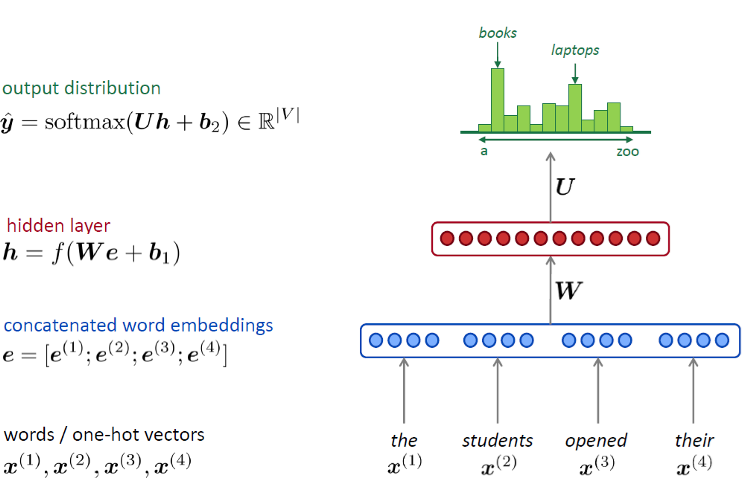 books
laptops
output distribution
ŷ = softmax(Uh + b₂) ∈ ℝ^|V|
a
zoo
U
hidden layer
h = f(We + b₁)
W
concatenated word embeddings
e = [e⁽¹⁾; e⁽²⁾; e⁽³⁾; e⁽⁴⁾]
words / one-hot vectors
x⁽¹⁾, x⁽²⁾, x⁽³⁾, x⁽⁴⁾
the students opened their
x⁽¹⁾ x⁽²⁾ x⁽³⁾ x⁽⁴⁾